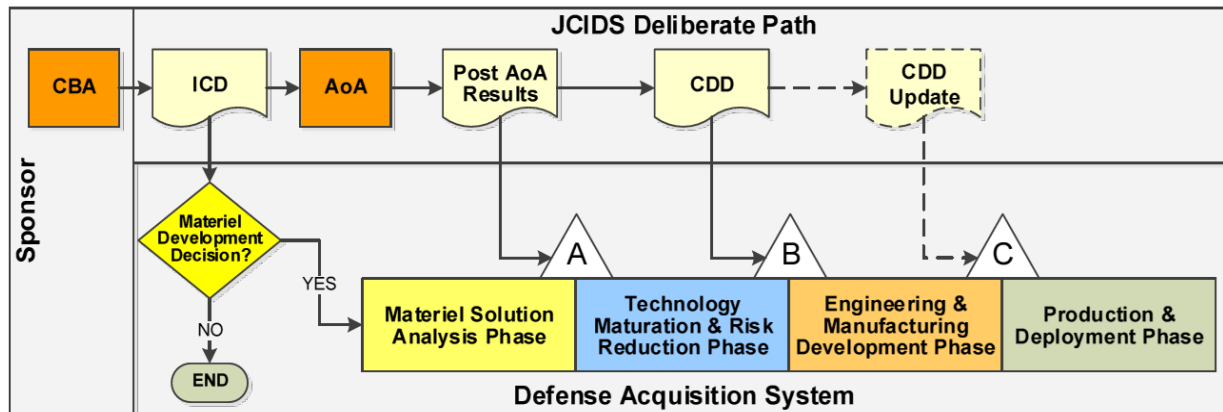 JCIDS Deliberate Path
Sponsor
CBA
ICD
AoA
Post AoA
Results
CDD
CDD
Update
Materiel
Development
Decision?
YES
NO
END
A
B
C
Materiel Solution
Analysis Phase
Technology
Maturation & Risk
Reduction Phase
Engineering &
Manufacturing
Development Phase
Production &
Deployment Phase
Defense Acquisition System